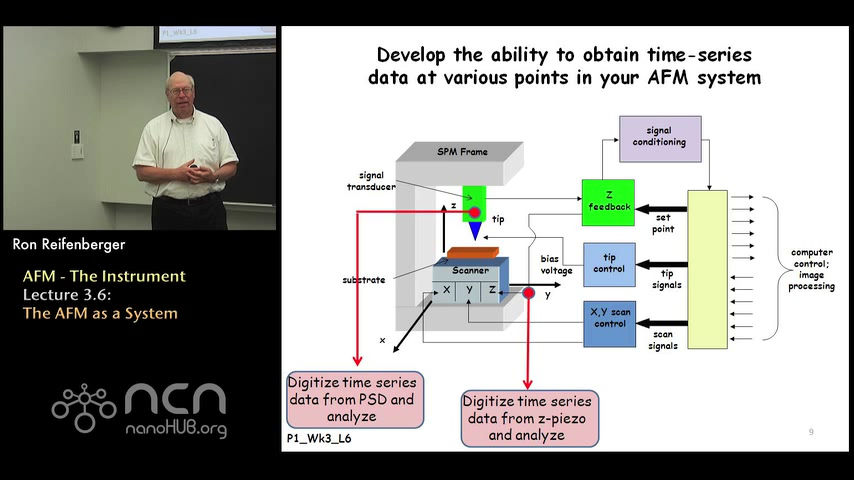 P1_Wk3_L6
Ron Reifenberger
AFM - The Instrument
Lecture 3.6:
The AFM as a System
ncn
nanoHUB.org
Develop the ability to obtain time-series
data at various points in your AFM system
SPM Frame
signal
transducer
z
tip
substrate
Scanner
X Y Z
x
y
bias
voltage
signal
conditioning
Z
feedback
set
point
tip
control
tip
signals
X,Y scan
control
scan
signals
computer
control;
image
processing
Digitize time series
data from PSD and
analyze
Digitize time series
data from z-piezo
and analyze
P1_Wk3_L6
9